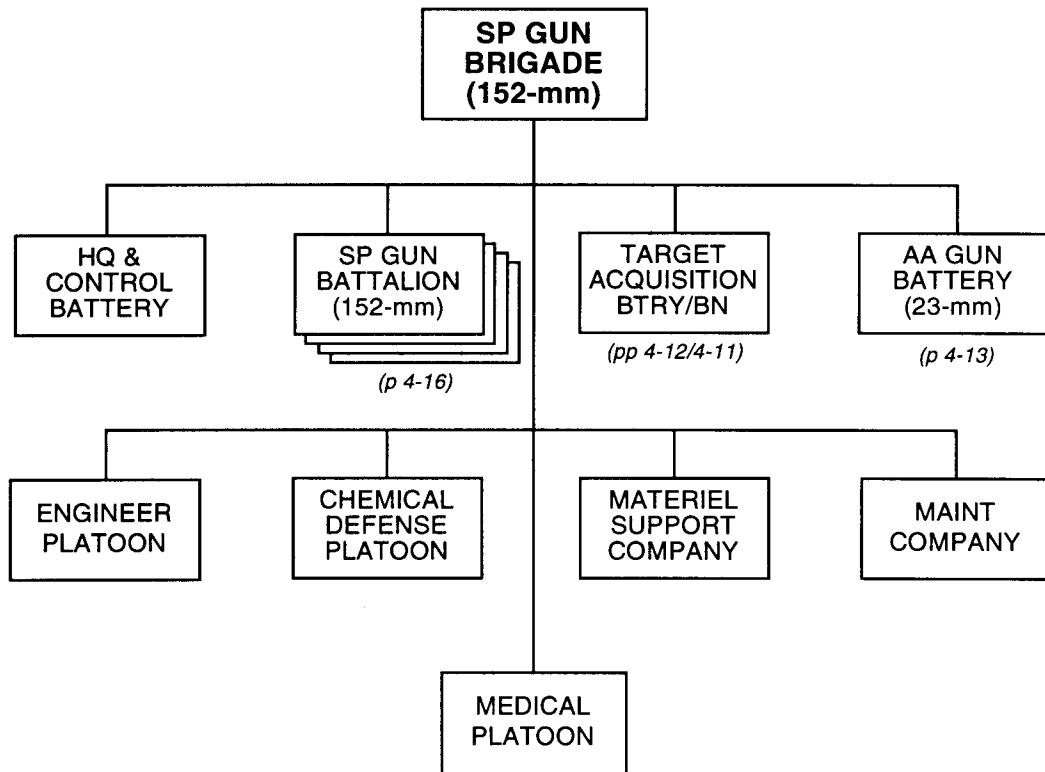 SP GUN
BRIGADE
(152-mm)
HQ &
CONTROL
BATTERY
SP GUN
BATTALION
(152-mm)
(p 4-16)
TARGET
ACQUISITION
BTRY/BN
(pp 4-12/4-11)
AA GUN
BATTERY
(23-mm)
(p 4-13)
ENGINEER
PLATOON
CHEMICAL
DEFENSE
PLATOON
MATERIEL
SUPPORT
COMPANY
MAINT
COMPANY
MEDICAL
PLATOON